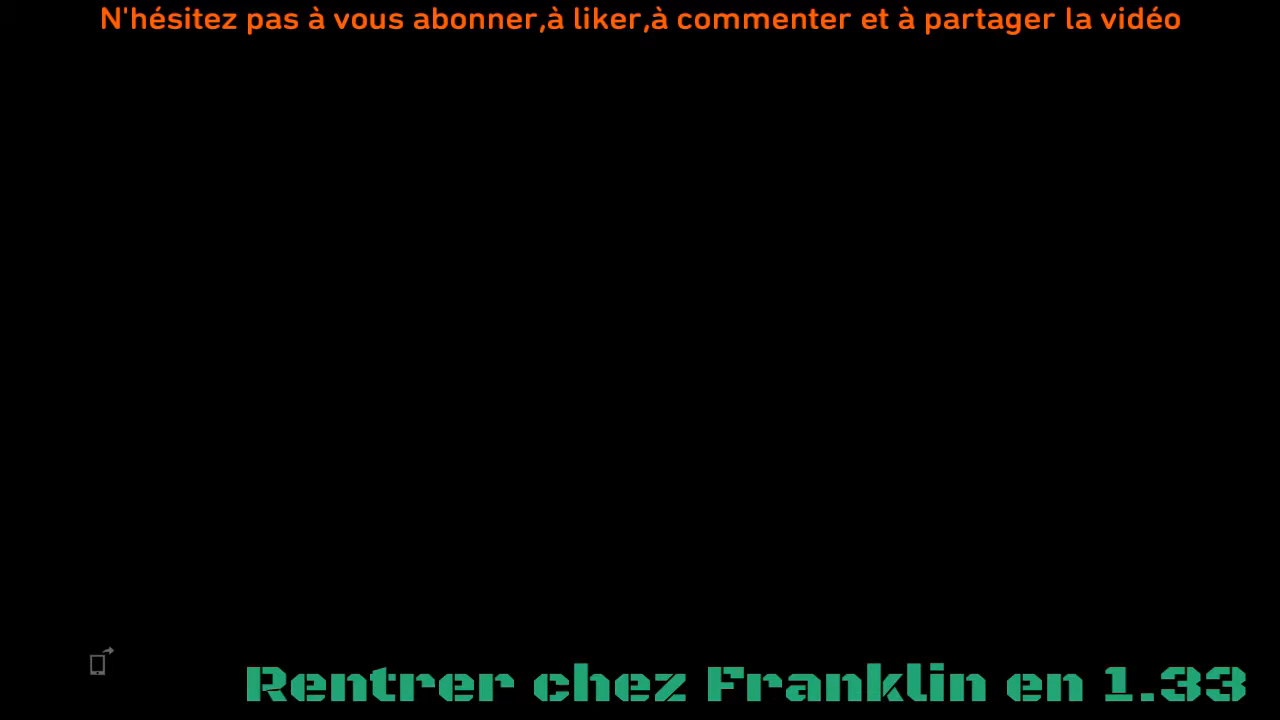 N'hésitez pas à vous abonner,à liker,à commenter et à partager la vidéo
Rentrer chez Franklin en 1.33